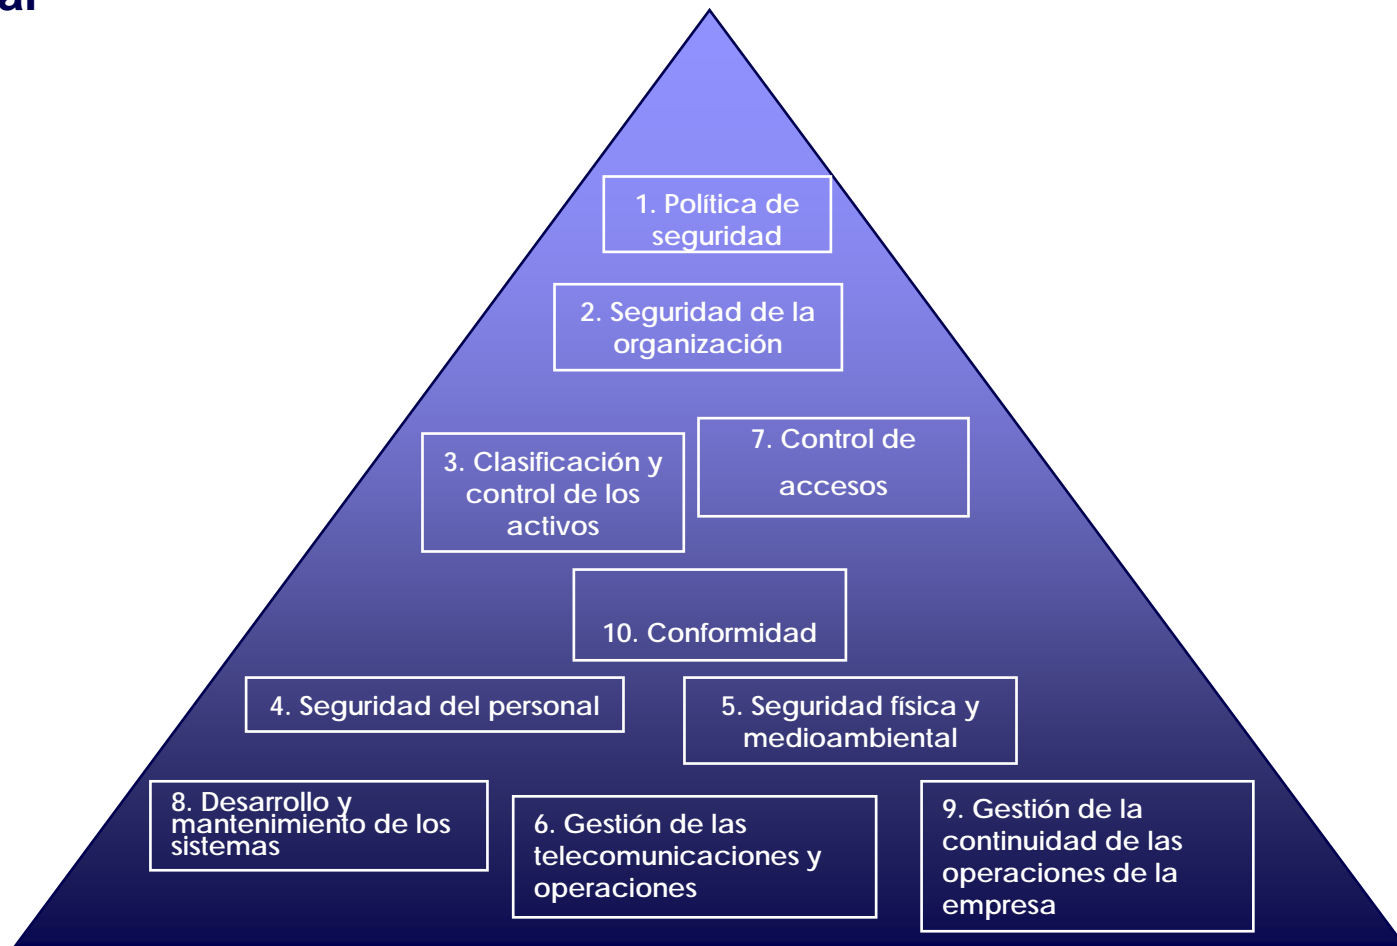 1. Política de
seguridad
2. Seguridad de la
organización
3. Clasificación y
control de los
activos
7. Control de
accesos
10. Conformidad
4. Seguridad del personal
5. Seguridad física y
medioambiental
8. Desarrollo y
mantenimiento de los
sistemas
6. Gestión de las
telecomunicaciones y
operaciones
9. Gestión de la
continuidad de las
operaciones de la
empresa